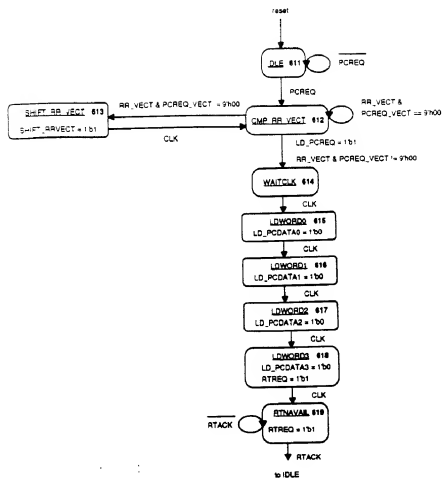 reset
IDLE 611
PCREQ
PCREQ
SHIFT_RR_VECT 613
SHIFT_RRVECT = 1'b1
RR_VECT & PCREQ_VECT = 9'h00
CLK
CMP_RR_VECT 612
RR_VECT &
PCREQ_VECT == 9'h00
LD_PCREQ = 1'b1
RR_VECT & PCREQ_VECT != 9'h00
WAITCLK 614
CLK
LDWORD0 615
LD_PCDATA0 = 1'b0
CLK
LDWORD1 616
LD_PCDATA1 = 1'b0
CLK
LDWORD2 617
LD_PCDATA2 = 1'b0
CLK
LDWORD3 618
LD_PCDATA3 = 1'b0
RTREQ = 1'b1
CLK
RTACK
RTNAVAIL 619
RTREQ = 1'b1
RTACK
to IDLE